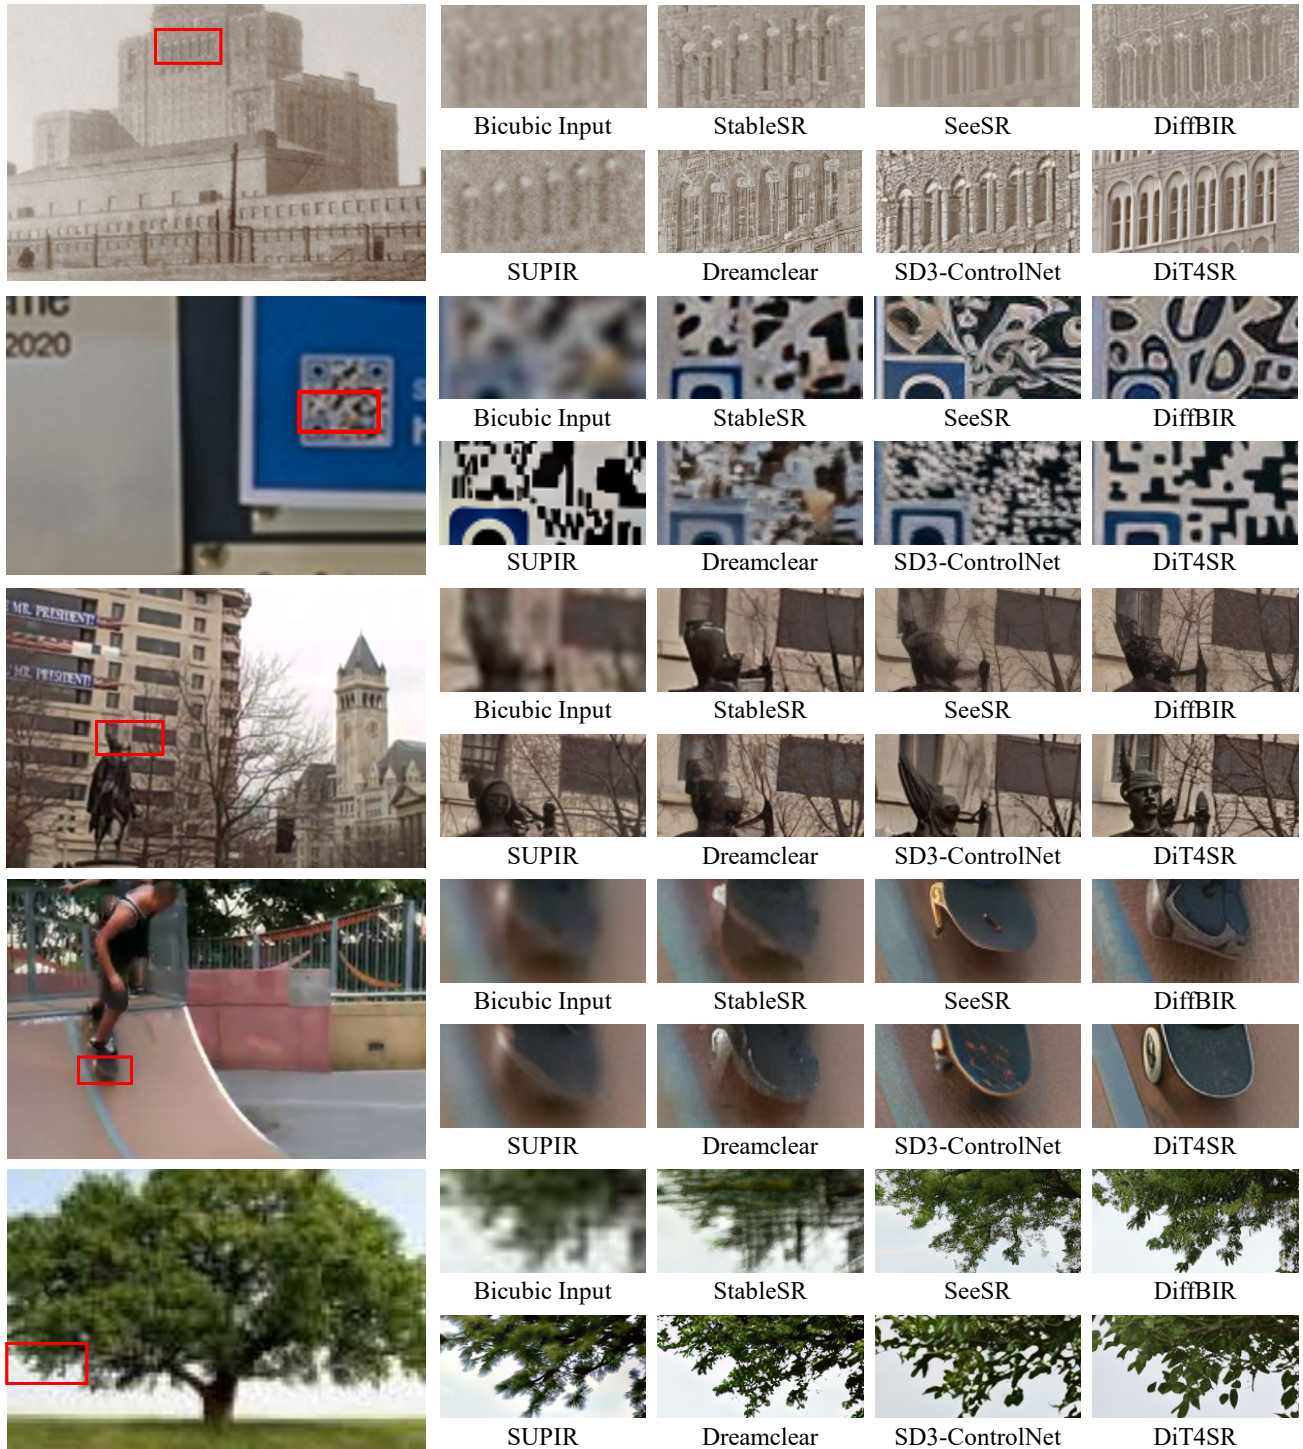 Bicubic Input StableSR SeeSR DiffBIR
SUPIR Dreamclear SD3-ControlNet DiT4SR
2020
Bicubic Input StableSR SeeSR DiffBIR
SUPIR Dreamclear SD3-ControlNet DiT4SR
MR. PRESIDENT!
MR. PRESIDENT!
Bicubic Input StableSR SeeSR DiffBIR
SUPIR Dreamclear SD3-ControlNet DiT4SR
Bicubic Input StableSR SeeSR DiffBIR
SUPIR Dreamclear SD3-ControlNet DiT4SR
Bicubic Input StableSR SeeSR DiffBIR
SUPIR Dreamclear SD3-ControlNet DiT4SR